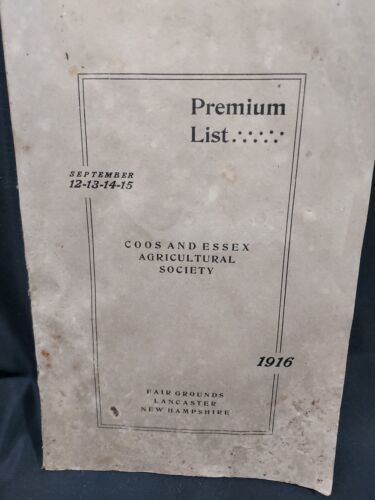 Premium
List
SEPTEMBER
12-13-14-15
COOS AND ESSEX
AGRICULTURAL
SOCIETY
1916
FAIR GROUNDS
LANCASTER
NEW HAMPSHIRE